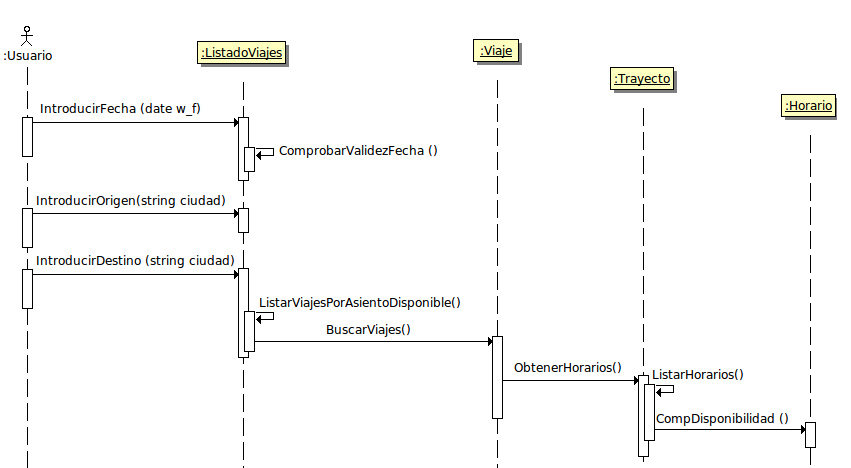 :Usuario
:ListadoViajes
:Viaje
:Trayecto
:Horario
IntroducirFecha (date w_f)
ComprobarValidezFecha ()
IntroducirOrigen(string ciudad)
IntroducirDestino (string ciudad)
ListarViajesPorAsientoDisponible()
BuscarViajes()
ObtenerHorarios()
ListarHorarios()
CompDisponibilidad ()